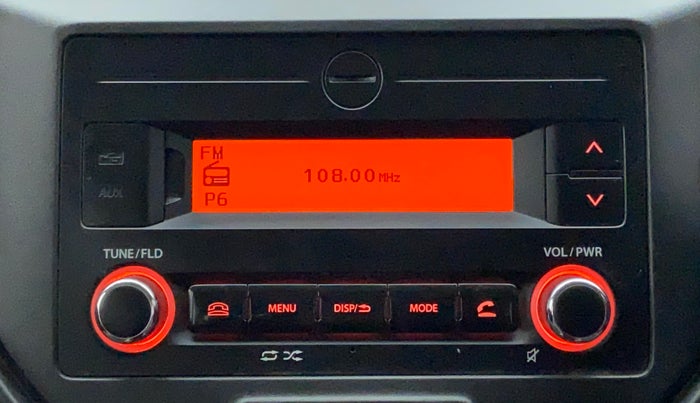 FM
108.00 MHz
P6
AUX
TUNE/FLD
VOL/PWR
MENU
DISP/
MODE